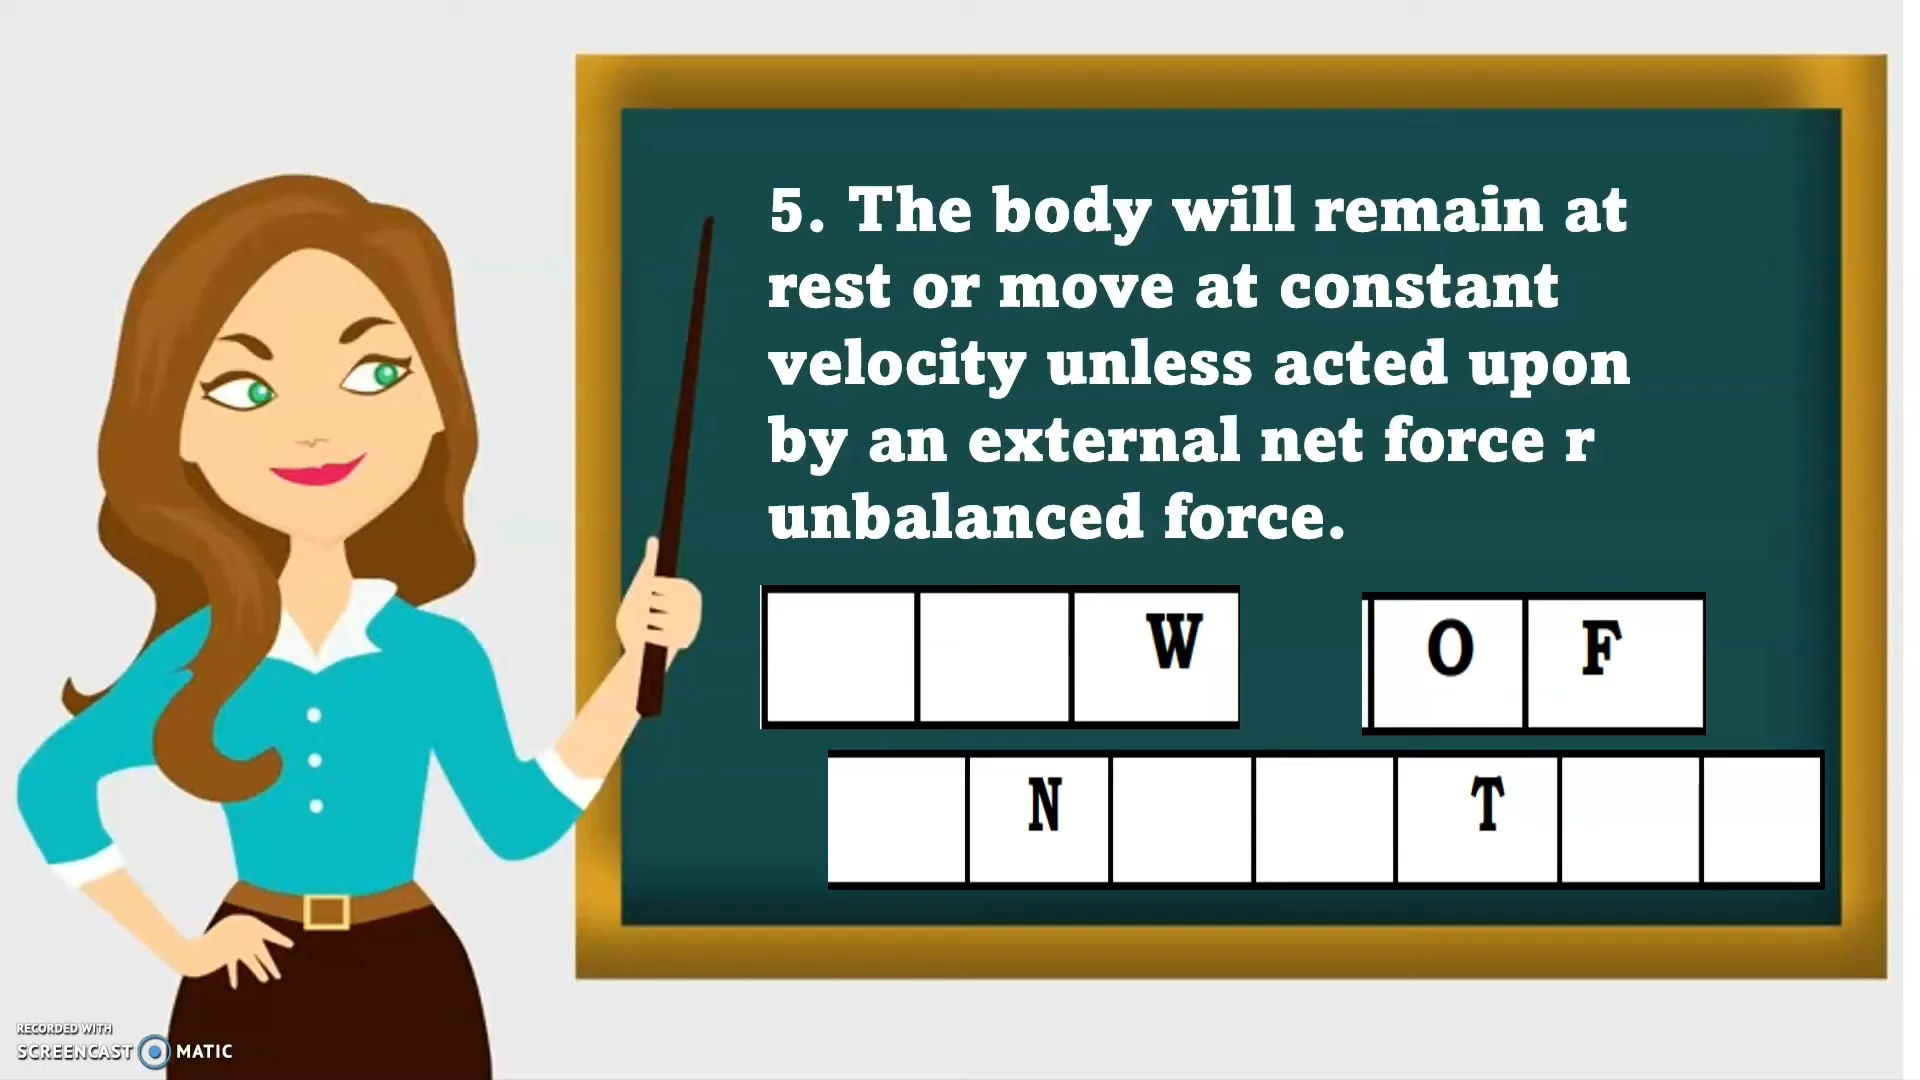 5. The body will remain at
rest or move at constant
velocity unless acted upon
by an external net force r
unbalanced force.
W O F
N T
RECORDED WITH
SCREENCAST MATIC